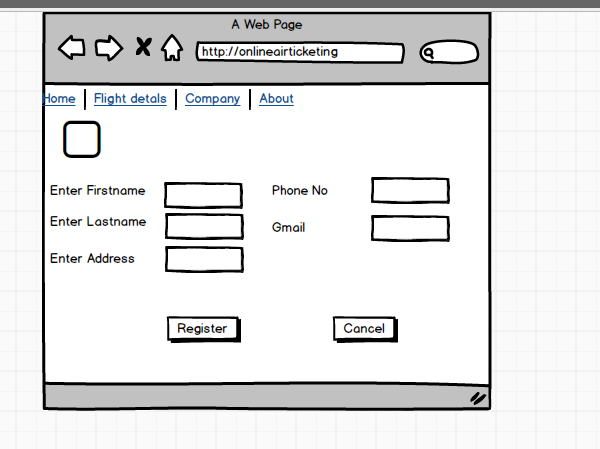 A Web Page
http://onlineairticketing
Home Flight detals Company About
Enter Firstname Phone No
Enter Lastname Gmail
Enter Address
Register Cancel